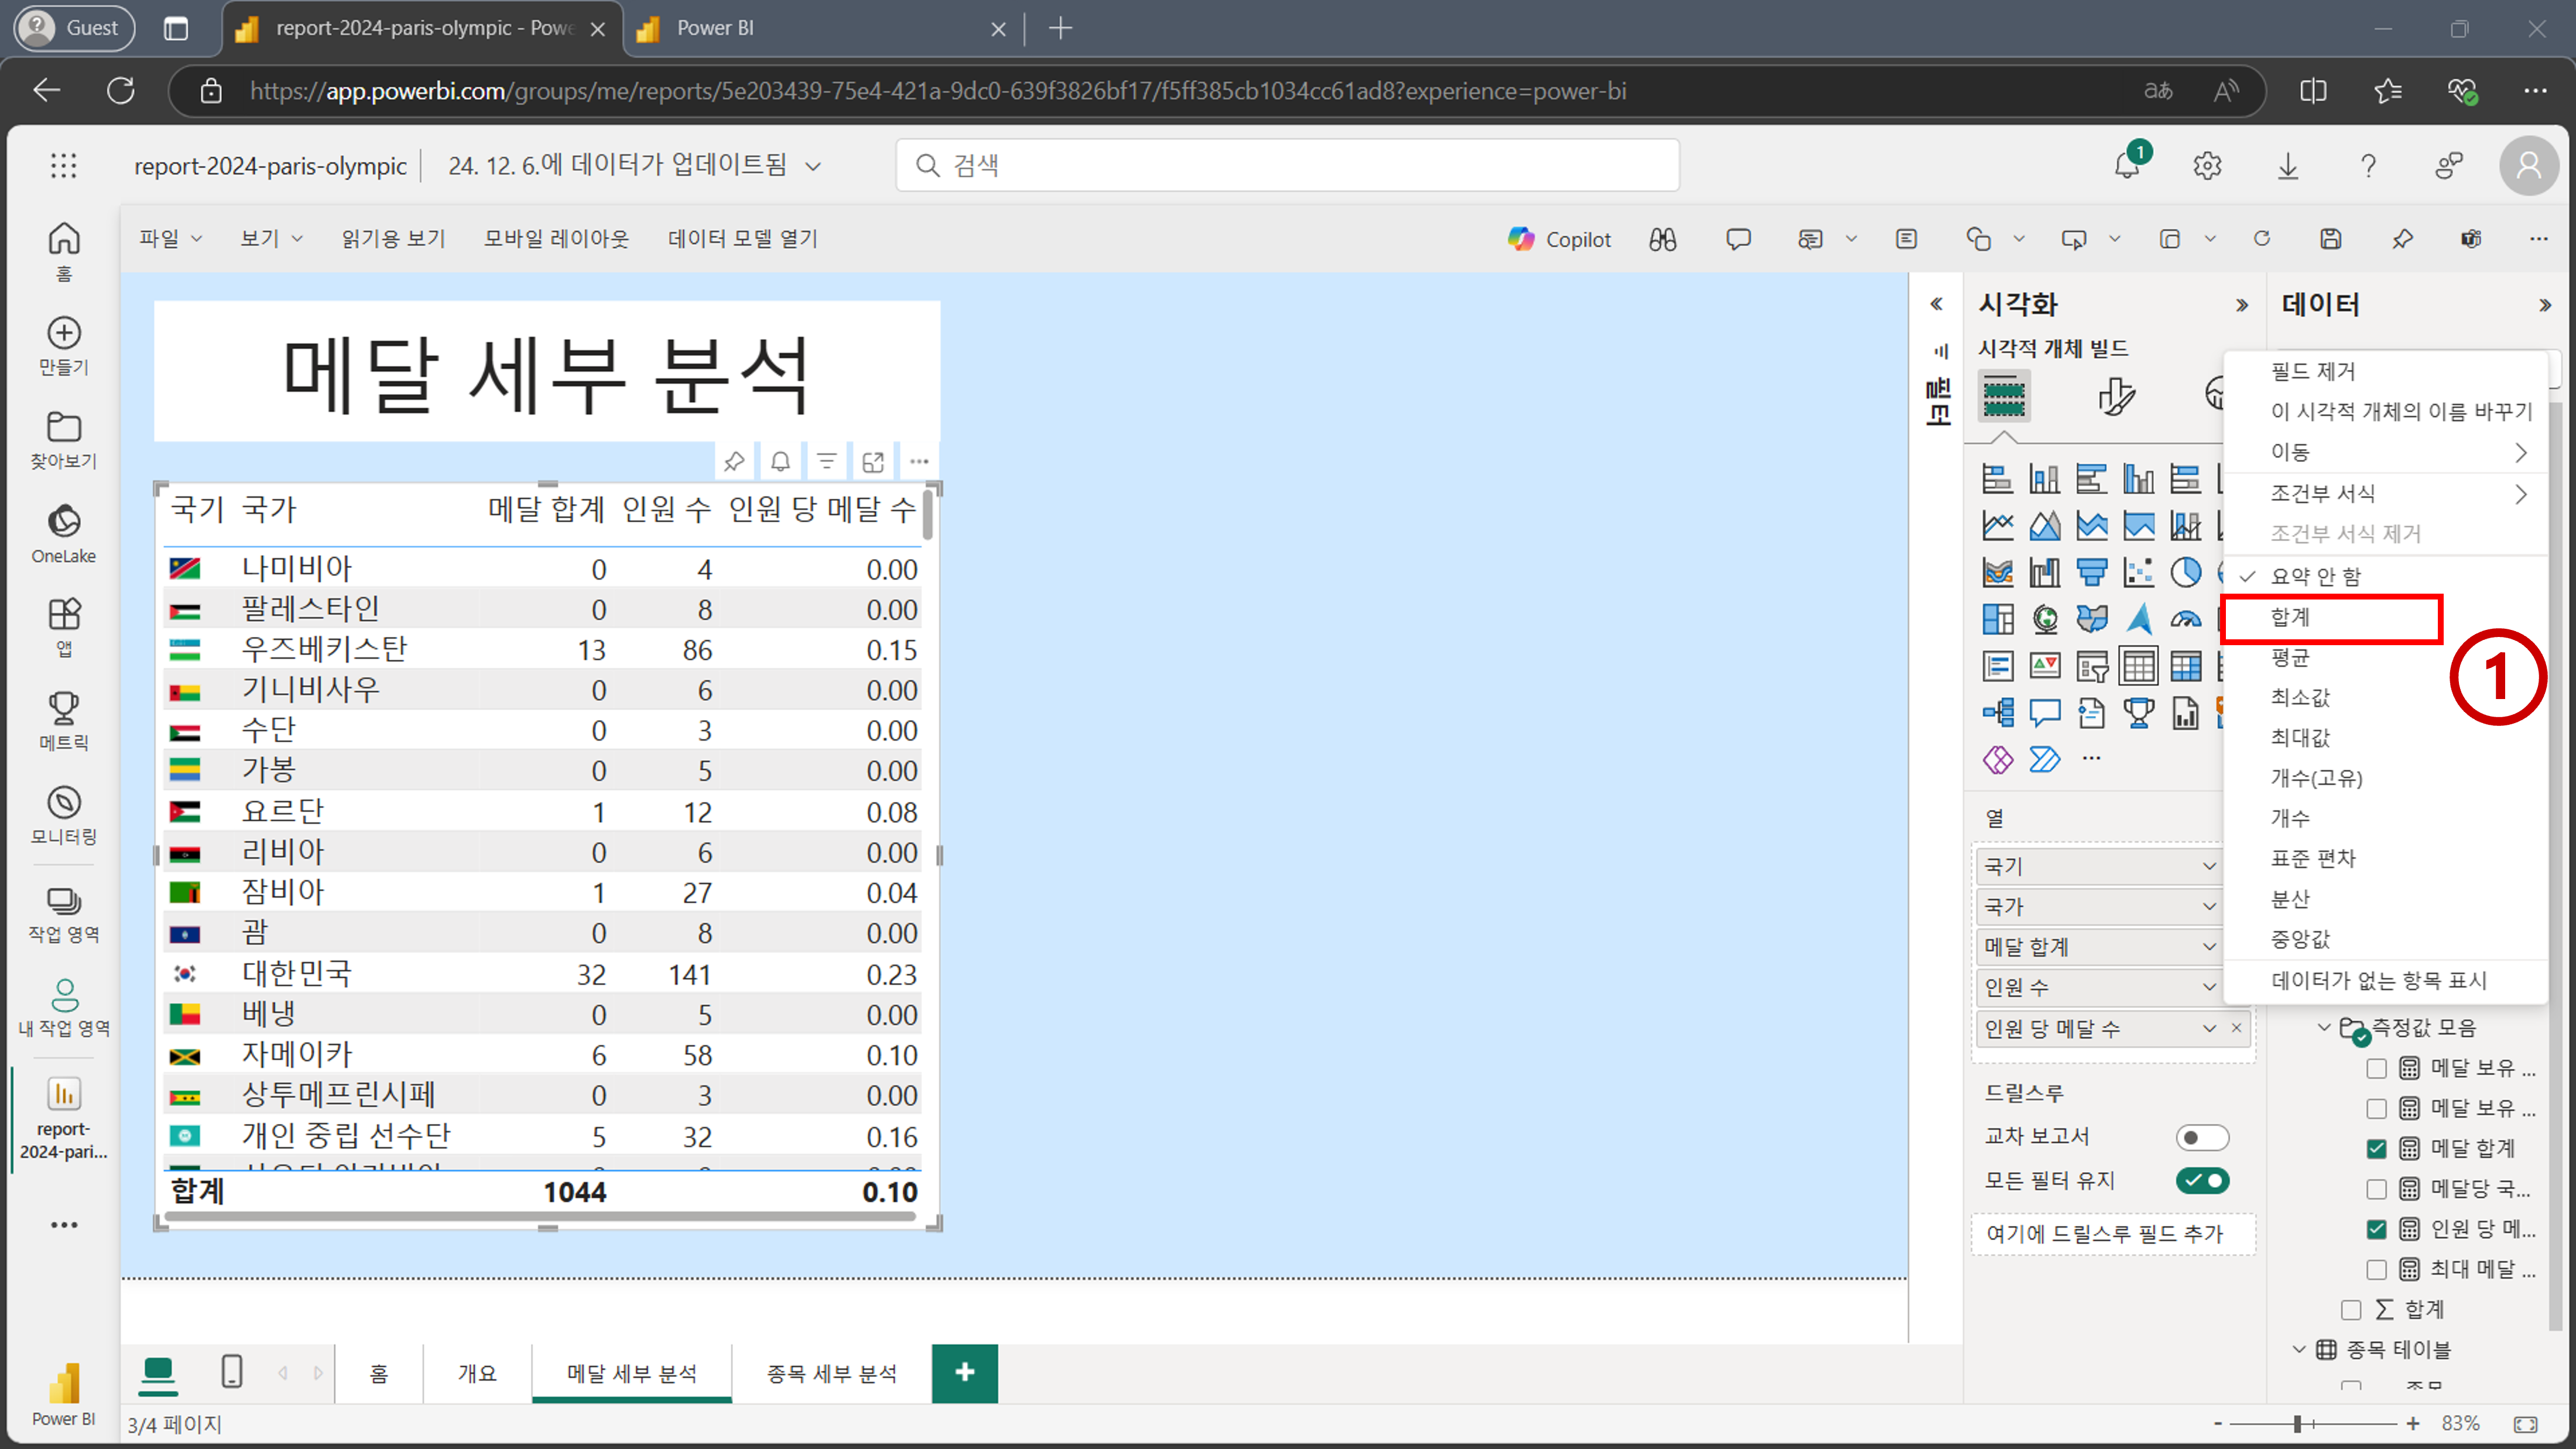 Guest
report-2024-paris-olympic - Powe
Power BI
https://app.powerbi.com/groups/me/reports/5e203439-75e4-421a-9dc0-639f3826bf17/f5ff385cb1034cc61ad8?experience=power-bi
report-2024-paris-olympic
24. 12. 6.에 데이터가 업데이트됨
검색
1
파일
보기
읽기용 보기
모바일 레이아웃
데이터 모델 열기
Copilot
홈
만들기
찾아보기
OneLake
앱
메트릭
모니터링
작업 영역
내 작업 영역
report-
2024-pari...
Power BI
메달 세부 분석
국기 국가 메달 합계 인원 수 인원 당 메달 수
나미비아 0 4 0.00
팔레스타인 0 8 0.00
우즈베키스탄 13 86 0.15
기니비사우 0 6 0.00
수단 0 3 0.00
가봉 0 5 0.00
요르단 1 12 0.08
리비아 0 6 0.00
잠비아 1 27 0.04
괌 0 8 0.00
대한민국 32 141 0.23
베냉 0 5 0.00
자메이카 6 58 0.10
상투메프린시페 0 3 0.00
개인 중립 선수단 5 32 0.16
합계 1044 0.10
필터
시각화
시각적 개체 빌드
열
국기
국가
메달 합계
인원 수
인원 당 메달 수
드릴스루
교차 보고서
모든 필터 유지
여기에 드릴스루 필드 추가
데이터
필드 제거
이 시각적 개체의 이름 바꾸기
이동
조건부 서식
조건부 서식 제거
요약 안 함
합계
1
평균
최소값
최대값
개수(고유)
개수
표준 편차
분산
중앙값
데이터가 없는 항목 표시
측정값 모음
메달 보유 ...
메달 보유 ...
메달 합계
메달당 국...
인원 당 메...
최대 메달 ...
합계
종목 테이블
홈
개요
메달 세부 분석
종목 세부 분석
+
3/4 페이지
- + 83%